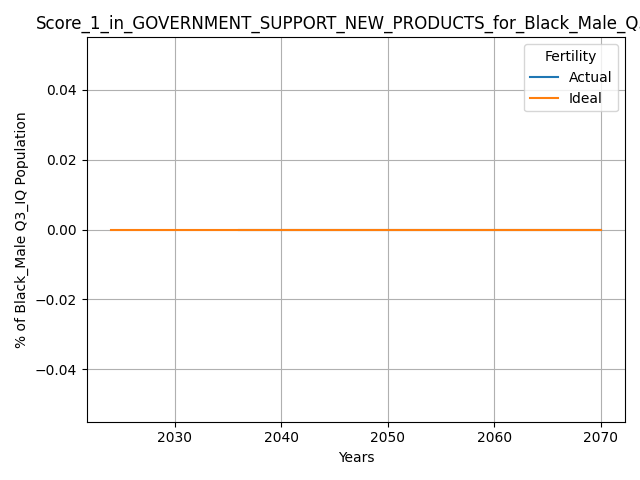 Score_1_in_GOVERNMENT_SUPPORT_NEW_PRODUCTS_for_Black_Male_Q
Fertility
Actual
Ideal
% of Black_Male Q3_IQ Population
0.04
0.02
0.00
−0.02
−0.04
2030 2040 2050 2060 2070
Years